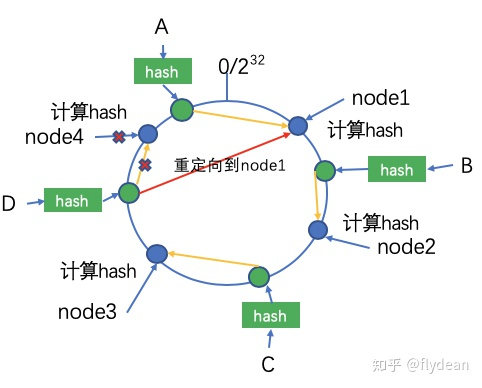 A
hash
0/2³²
计算hash
node4
node1
计算hash
重定向到node1
hash
B
D
hash
计算hash
node2
计算hash
node3
hash
C
知乎 @flydean